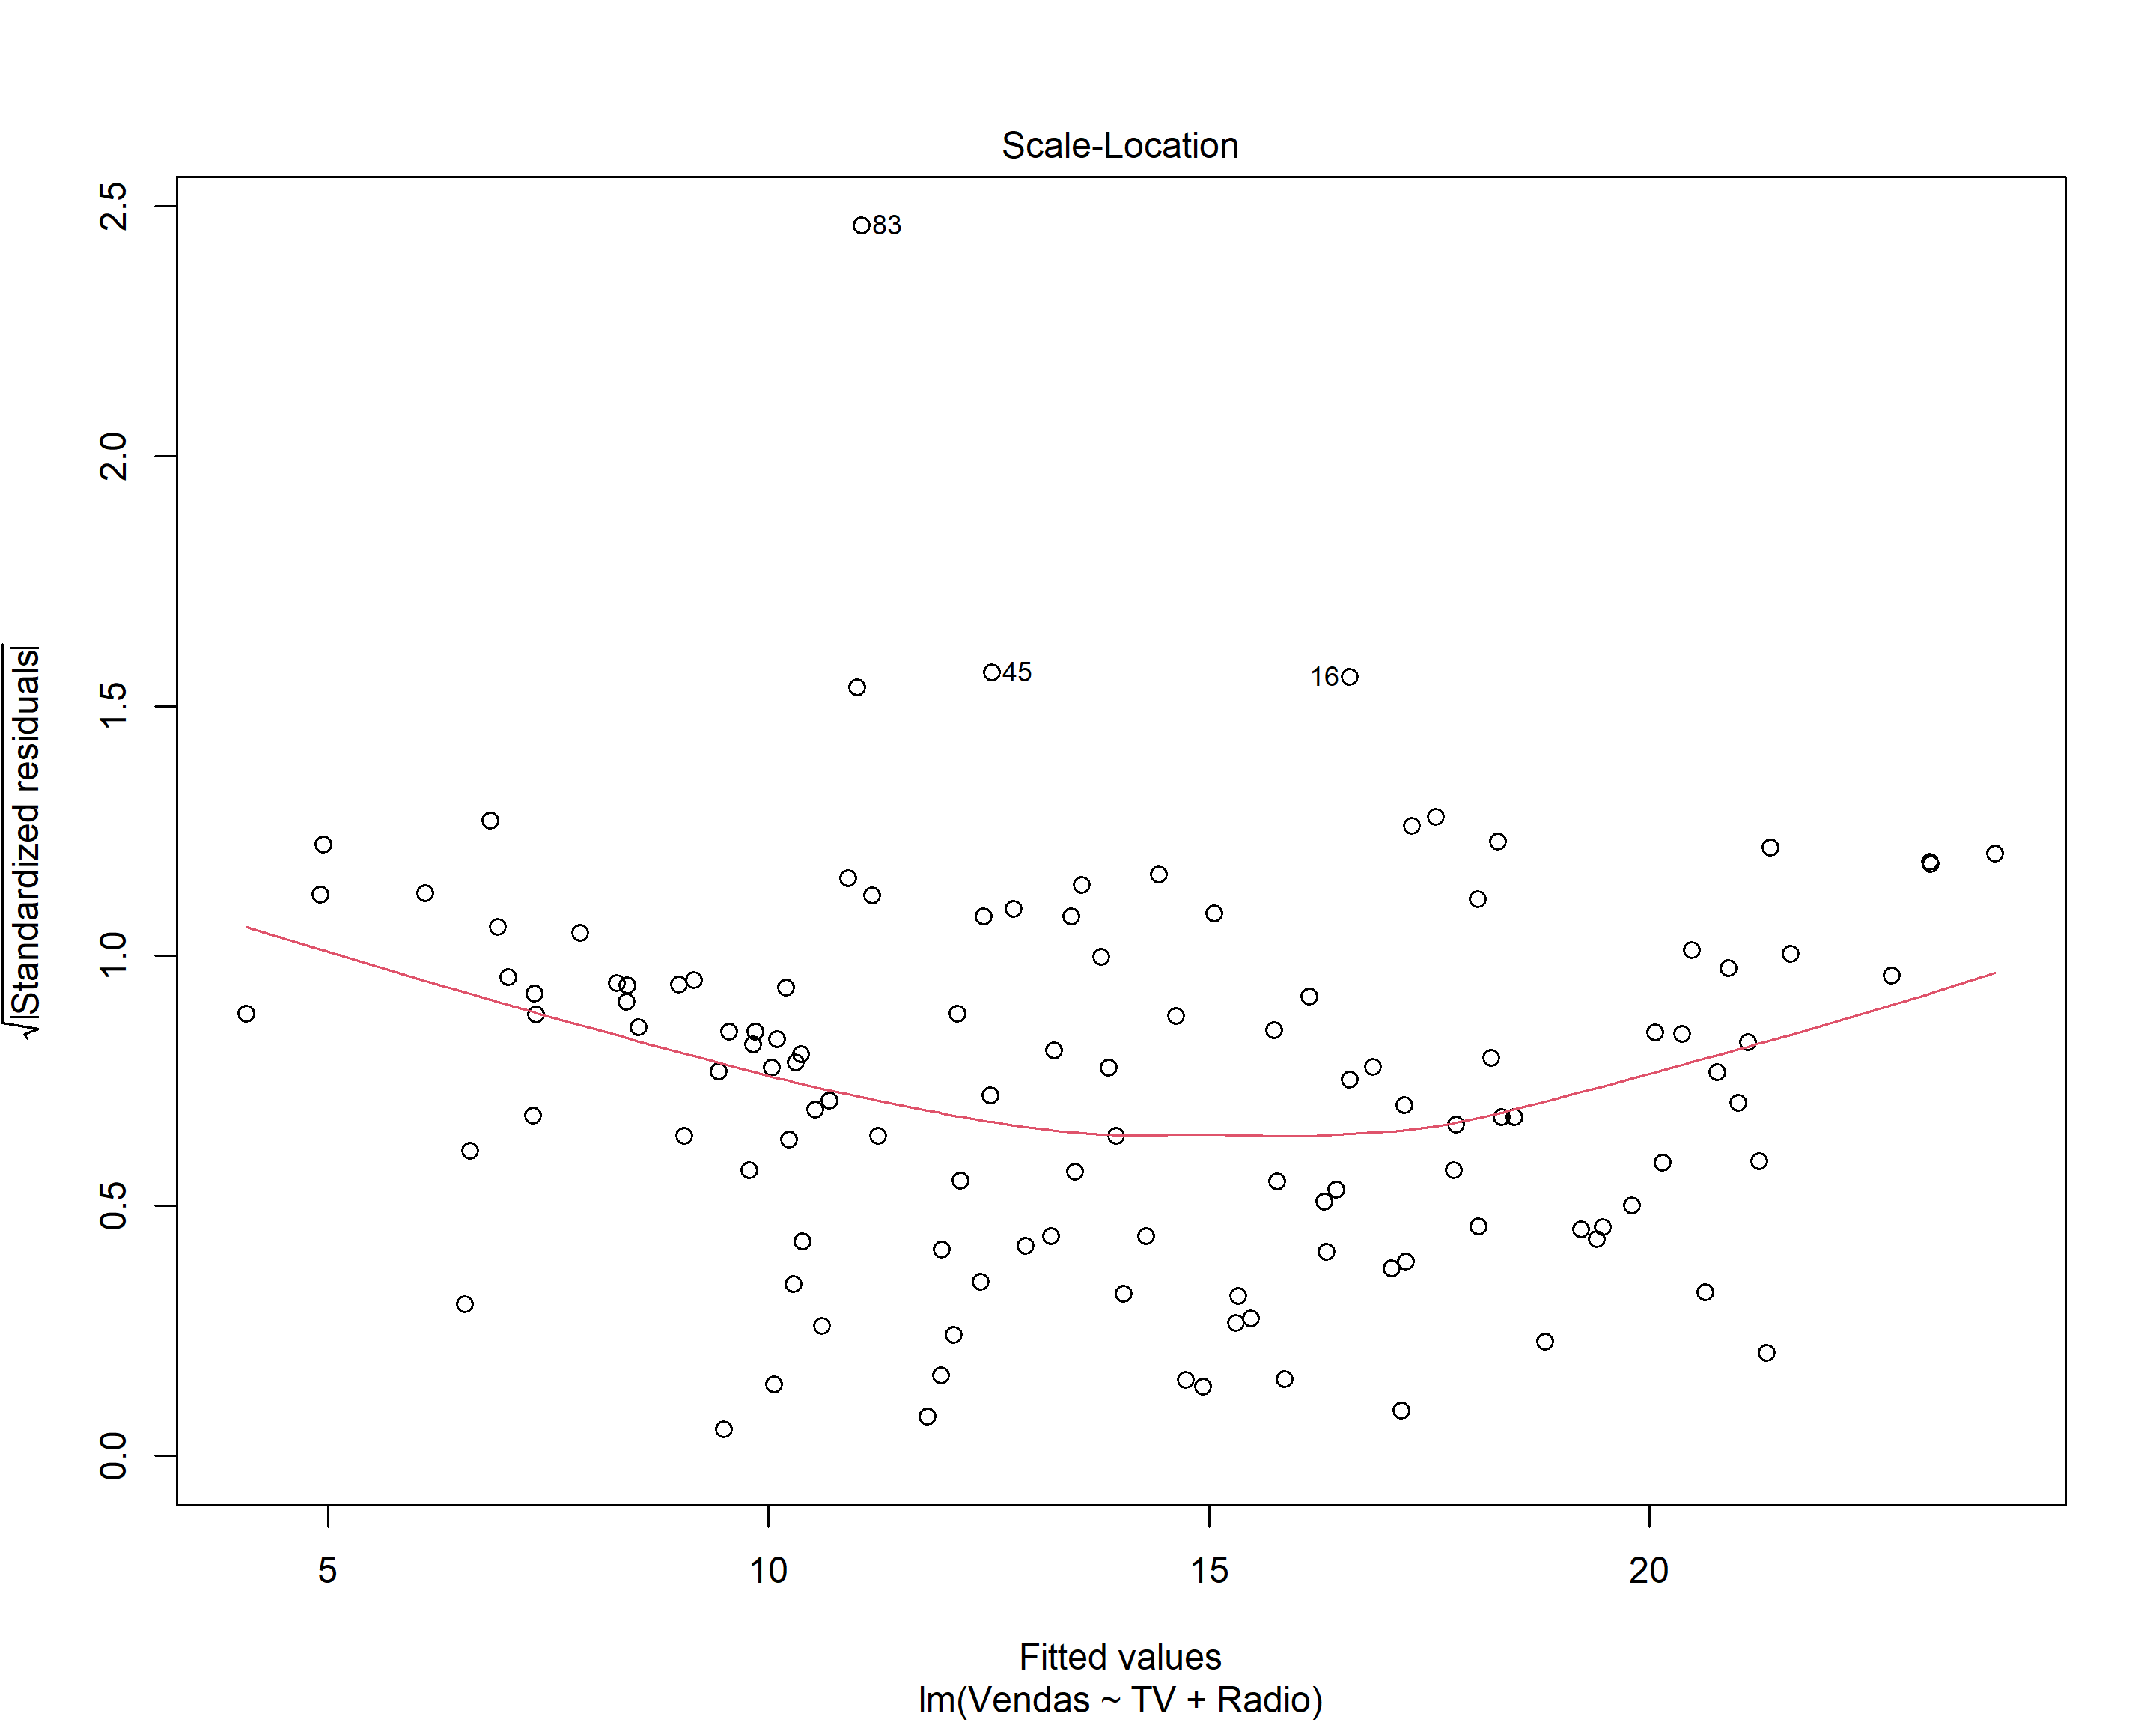 Scale-Location
2.5
2.0
1.5
1.0
0.5
0.0
√|Standardized residuals|
83
45
16
5 10 15 20
Fitted values
lm(Vendas ~ TV + Radio)